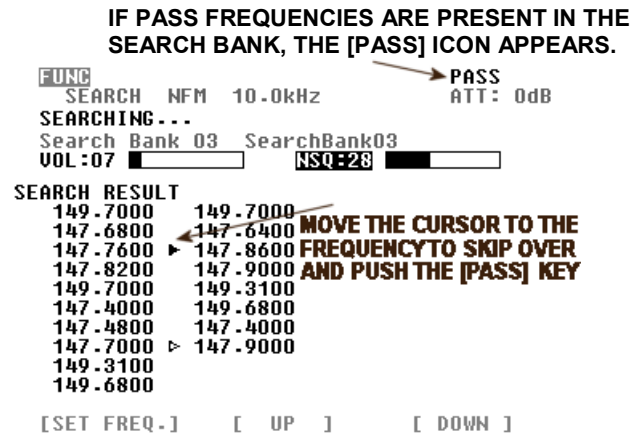 IF PASS FREQUENCIES ARE PRESENT IN THE
SEARCH BANK, THE [PASS] ICON APPEARS.
FUNC PASS
SEARCH NFM 10.0kHz ATT: 0dB
SEARCHING...
Search Bank 03 SearchBank03
VOL:07 NSQ:28
SEARCH RESULT
149.7000 149.7000
147.6800 147.6400 MOVE THE CURSOR TO THE
147.7600 ▶ 147.8600 FREQUENCYTO SKIP OVER
147.8200 147.9000 AND PUSH THE [PASS] KEY
149.7000 149.3100
147.4000 149.6800
147.4800 147.4000
147.7000 ▷ 147.9000
149.3100
149.6800
[SET FREQ.] [ UP ] [ DOWN ]